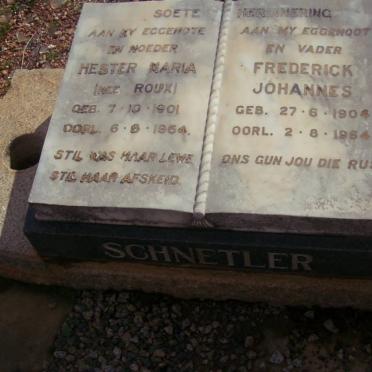 SOETE HERINNERING
AAN MY EGGENOTE
EN MOEDER
HESTER MARIA
(NEE ROUX)
GEB. 7·10·1901
OORL. 6·8·1954.
STIL WAS HAAR LEWE
STIL HAAR AFSKEID.
AAN MY EGGENOOT
EN VADER
FREDERICK
JOHANNES
GEB. 27·6·1904
OORL. 2·8·1964
ONS GUN JOU DIE RUS
SCHNETLER